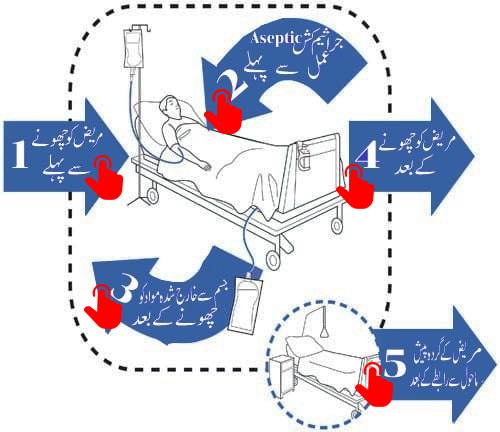 1
مریض کو چھونے
سے پہلے
2
جراثیم کش Aseptic
عمل سے پہلے
3
جسم سے خارج شدہ مواد کو
چھونے کے بعد
4
مریض کو چھونے
کے بعد
5
مریض کے گرد و پیش
ماحول سے رابطے کے بعد